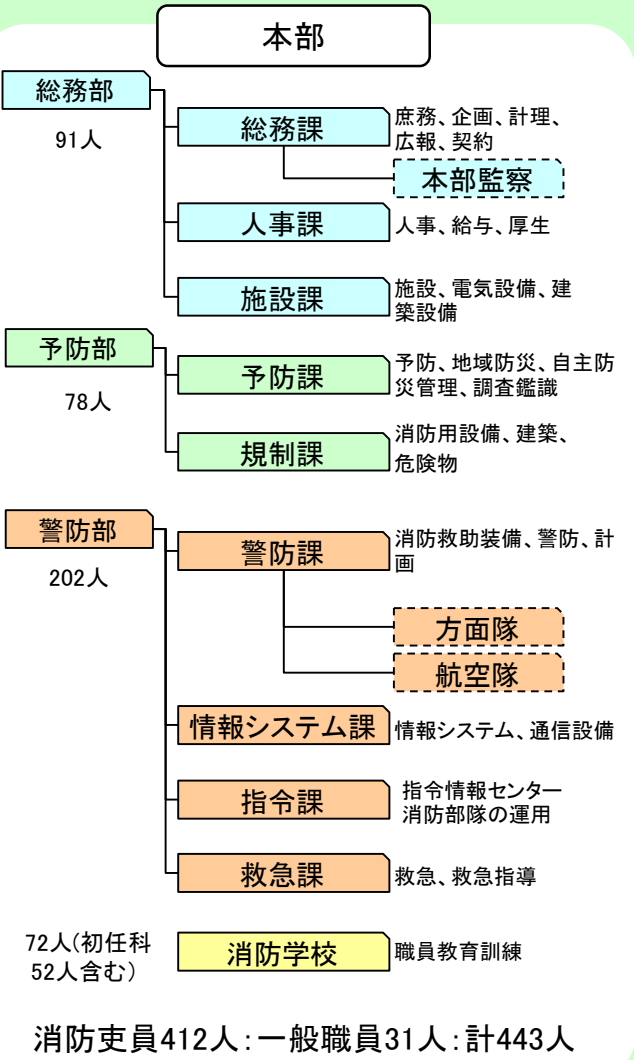 本部
総務部
91人
総務課
庶務、企画、計理、
広報、契約
本部監察
人事課
人事、給与、厚生
施設課
施設、電気設備、建
築設備
予防部
78人
予防課
予防、地域防災、自主防
災管理、調査鑑識
規制課
消防用設備、建築、
危険物
警防部
202人
警防課
消防救助装備、警防、計
画
方面隊
航空隊
情報システム課
情報システム、通信設備
指令課
指令情報センター
消防部隊の運用
救急課
救急、救急指導
72人(初任科
52人含む）
消防学校
職員教育訓練
消防吏員412人：一般職員31人：計443人